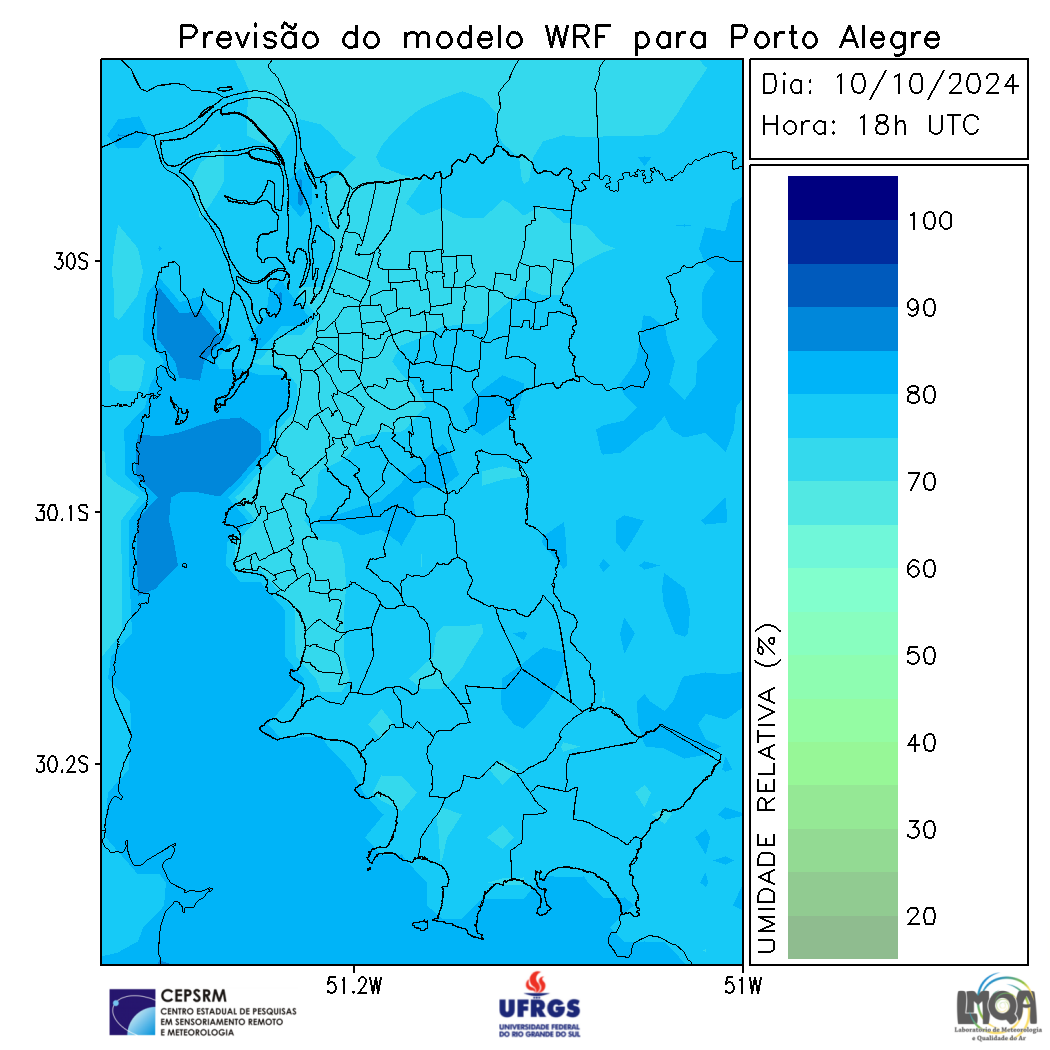 Previsão do modelo WRF para Porto Alegre
Dia: 10/10/2024
Hora: 18h UTC
100
90
80
70
60
50
40
30
20
UMIDADE RELATIVA (%)
30S
30.1S
30.2S
51.2W
51W
CEPSRM
CENTRO ESTADUAL DE PESQUISAS
EM SENSORIAMENTO REMOTO
E METEOROLOGIA
UFRGS
UNIVERSIDADE FEDERAL
DO RIO GRANDE DO SUL
LMQA
Laboratório de Meteorologia
e Qualidade do Ar